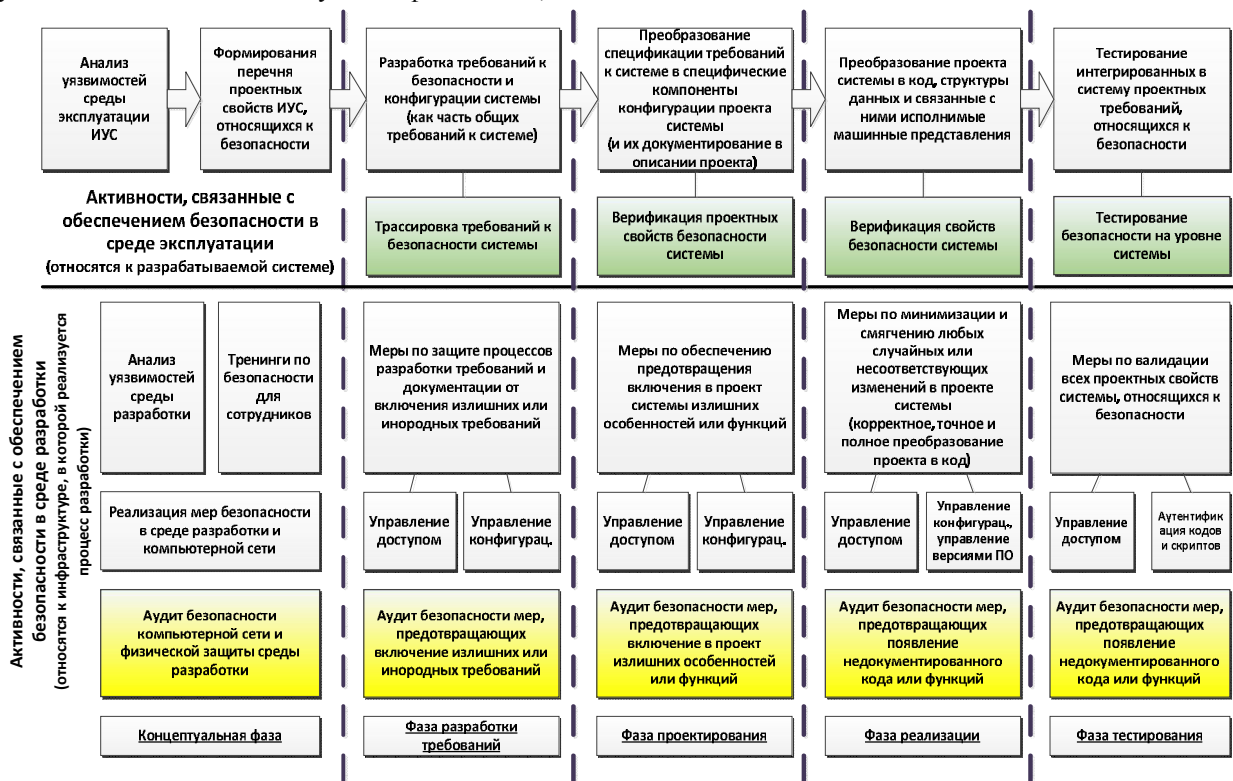 Анализ
уязвимостей
среды
эксплуатации
ИУС
Формирования
перечня
проектных
свойств ИУС,
относящихся к
безопасности
Разработка требований к
безопасности и
конфигурации системы
(как часть общих
требований к системе)
Преобразование
спецификации требований
к системе в специфические
компоненты
конфигурации проекта
системы
(и их документирование в
описании проекта)
Преобразование проекта
системы в код, структуры
данных и связанные с
ними исполнимые
машинные представления
Тестирование
интегрированных в
систему проектных
требований,
относящихся к
безопасности
Активности, связанные с
обеспечением безопасности в
среде эксплуатации
(относятся к разрабатываемой системе)
Трассировка требований к
безопасности системы
Верификация проектных
свойств безопасности
системы
Верификация свойств
безопасности системы
Тестирование
безопасности на уровне
системы
Активности, связанные с обеспечением
безопасности в среде разработки
(относятся к инфраструктуре, в которой реализуется
процесс разработки)
Анализ
уязвимостей
среды
разработки
Тренинги по
безопасности
для
сотрудников
Меры по защите процессов
разработки требований и
документации от
включения излишних или
инородных требований
Меры по обеспечению
предотвращения
включения в проект
системы излишних
особенностей или функций
Меры по минимизации и
смягчению любых
случайных или
несоответствующих
изменений в проекте
системы
(корректное, точное и
полное преобразование
проекта в код)
Меры по валидации
всех проектных свойств
системы, относящихся к
безопасности
Реализация мер безопасности
в среде разработки и
компьютерной сети
Управление
доступом
Управление
конфигурац.
Управление
доступом
Управление
конфигурац.
Управление
доступом
Управление
конфигурац.,
управление
версиями ПО
Управление
доступом
Аутентифик
ация кодов
и скриптов
Аудит безопасности
компьютерной сети и
физической защиты среды
разработки
Аудит безопасности мер,
предотвращающих
включение излишних или
инородных требований
Аудит безопасности мер,
предотвращающих
включение в проект
излишних особенностей
или функций
Аудит безопасности мер,
предотвращающих
появление
недокументированного
кода или функций
Аудит безопасности мер,
предотвращающих
появление
недокументированного
кода или функций
Концептуальная фаза
Фаза разработки
требований
Фаза проектирования
Фаза реализации
Фаза тестирования